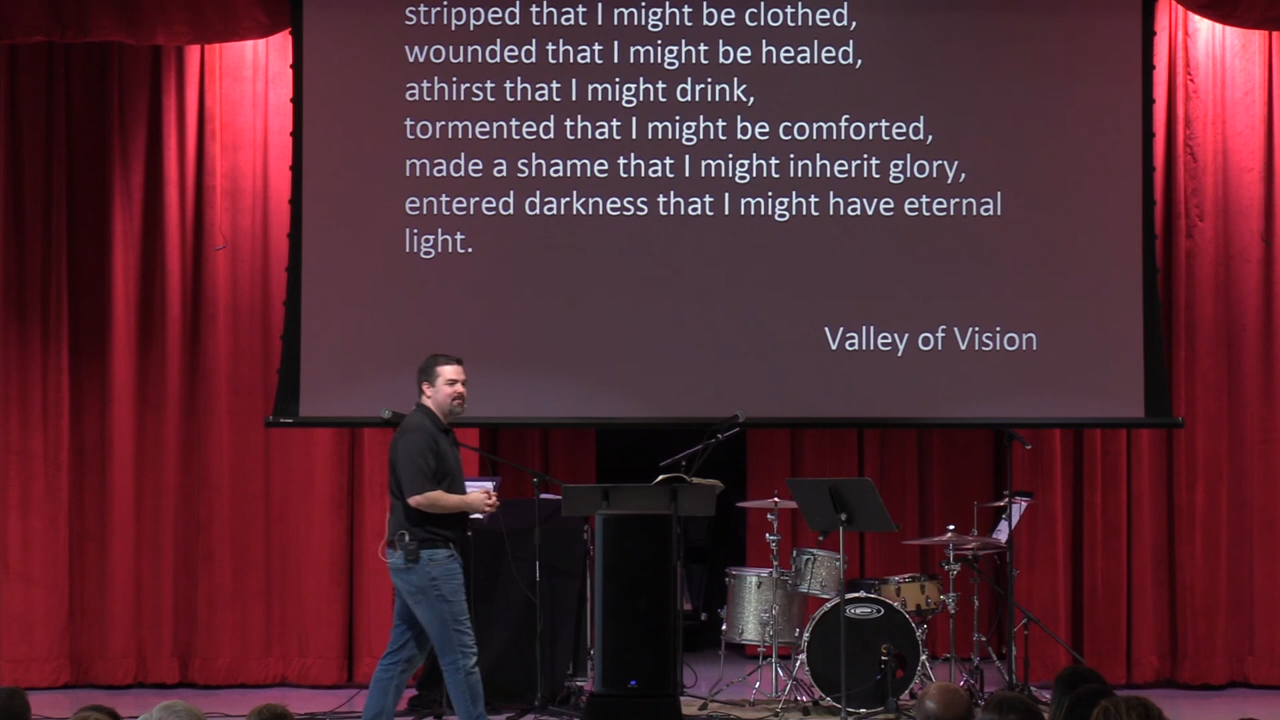 stripped that I might be clothed,
wounded that I might be healed,
athirst that I might drink,
tormented that I might be comforted,
made a shame that I might inherit glory,
entered darkness that I might have eternal
light.
Valley of Vision